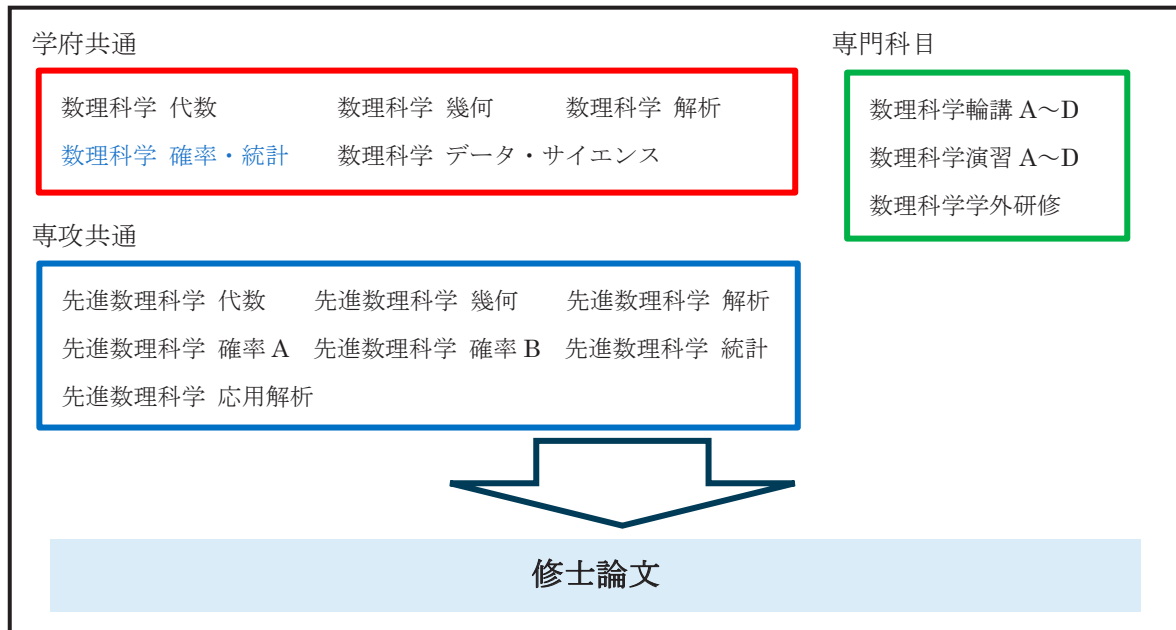 学府共通
数理科学 代数 数理科学 幾何 数理科学 解析
数理科学 確率・統計 数理科学 データ・サイエンス
専攻共通
先進数理科学 代数 先進数理科学 幾何 先進数理科学 解析
先進数理科学 確率 A 先進数理科学 確率 B 先進数理科学 統計
先進数理科学 応用解析
専門科目
数理科学輪講 A～D
数理科学演習 A～D
数理科学学外研修
修士論文